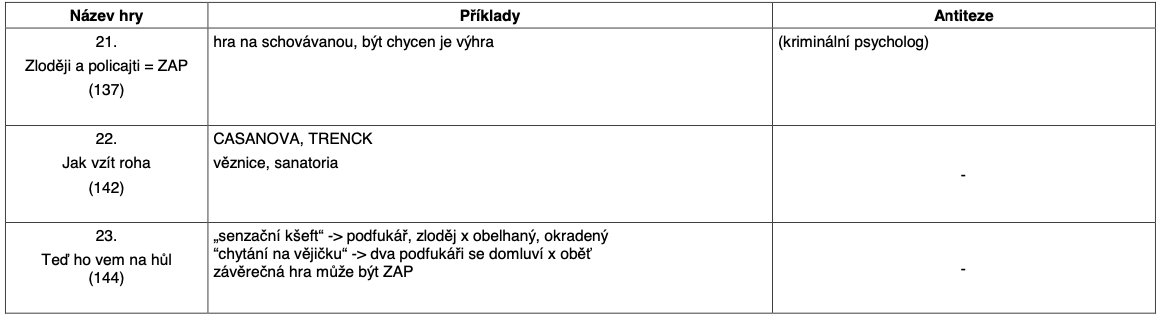 Název hry
Příklady
Antiteze
21.
Zloději a policajti = ZAP
(137)
hra na schovávanou, být chycen je výhra
(kriminální psycholog)
22.
Jak vzít roha
(142)
CASANOVA, TRENCK
věznice, sanatoria
-
23.
Teď ho vem na hůl
(144)
„senzační kšeft“ -> podfukář, zloděj x obelhaný, okradený
“chytání na vějičku“ -> dva podfukáři se domluví x oběť
závěrečná hra může být ZAP
-